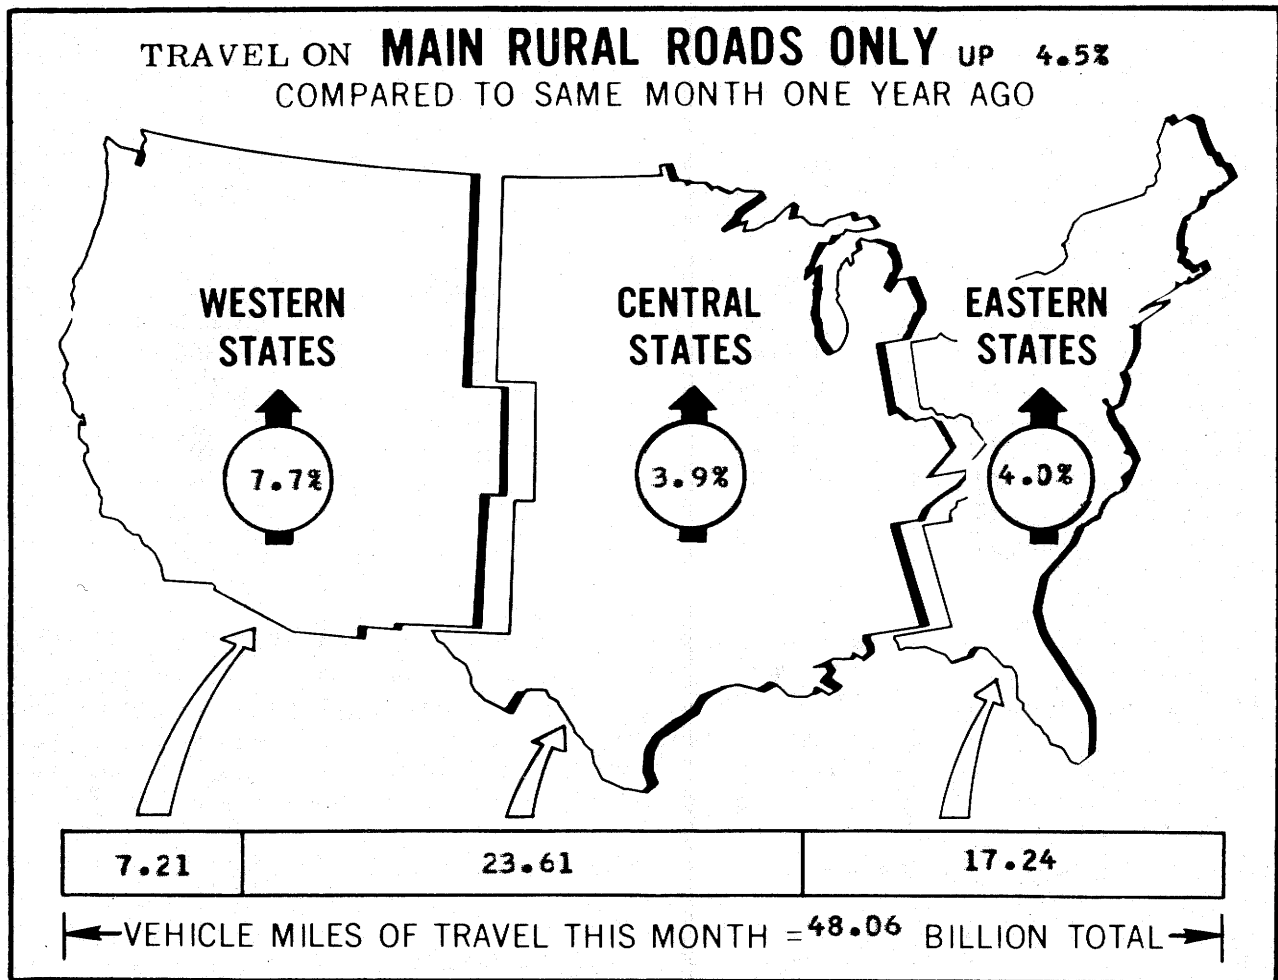 TRAVEL ON MAIN RURAL ROADS ONLY UP 4.5%
COMPARED TO SAME MONTH ONE YEAR AGO
WESTERN
STATES
7.7%
CENTRAL
STATES
3.9%
EASTERN
STATES
4.0%
7.21 23.61 17.24
VEHICLE MILES OF TRAVEL THIS MONTH = 48.06 BILLION TOTAL